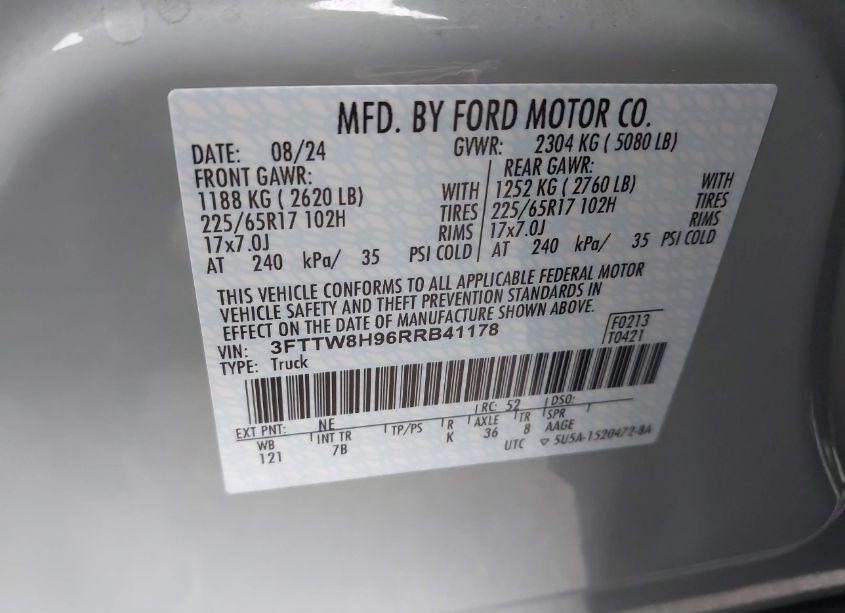 MFD. BY FORD MOTOR CO.
DATE: 08/24 GVWR: 2304 KG ( 5080 LB)
FRONT GAWR: REAR GAWR:
1188 KG ( 2620 LB) WITH 1252 KG ( 2760 LB) WITH
225/65R17 102H TIRES 225/65R17 102H TIRES
17x7.0J RIMS 17x7.0J RIMS
AT 240 kPa/ 35 PSI COLD AT 240 kPa/ 35 PSI COLD
THIS VEHICLE CONFORMS TO ALL APPLICABLE FEDERAL MOTOR
VEHICLE SAFETY AND THEFT PREVENTION STANDARDS IN
EFFECT ON THE DATE OF MANUFACTURE SHOWN ABOVE.
VIN: 3FTTW8H96RRB41178 F0213
TYPE: Truck T0421
EXT PNT: NE RC: 52 DSO:
WB INT TR TP/PS R AXLE TR SPR
121 7B K 36 8 AAGE
UTC ▽ 5U5A-1520472-BA